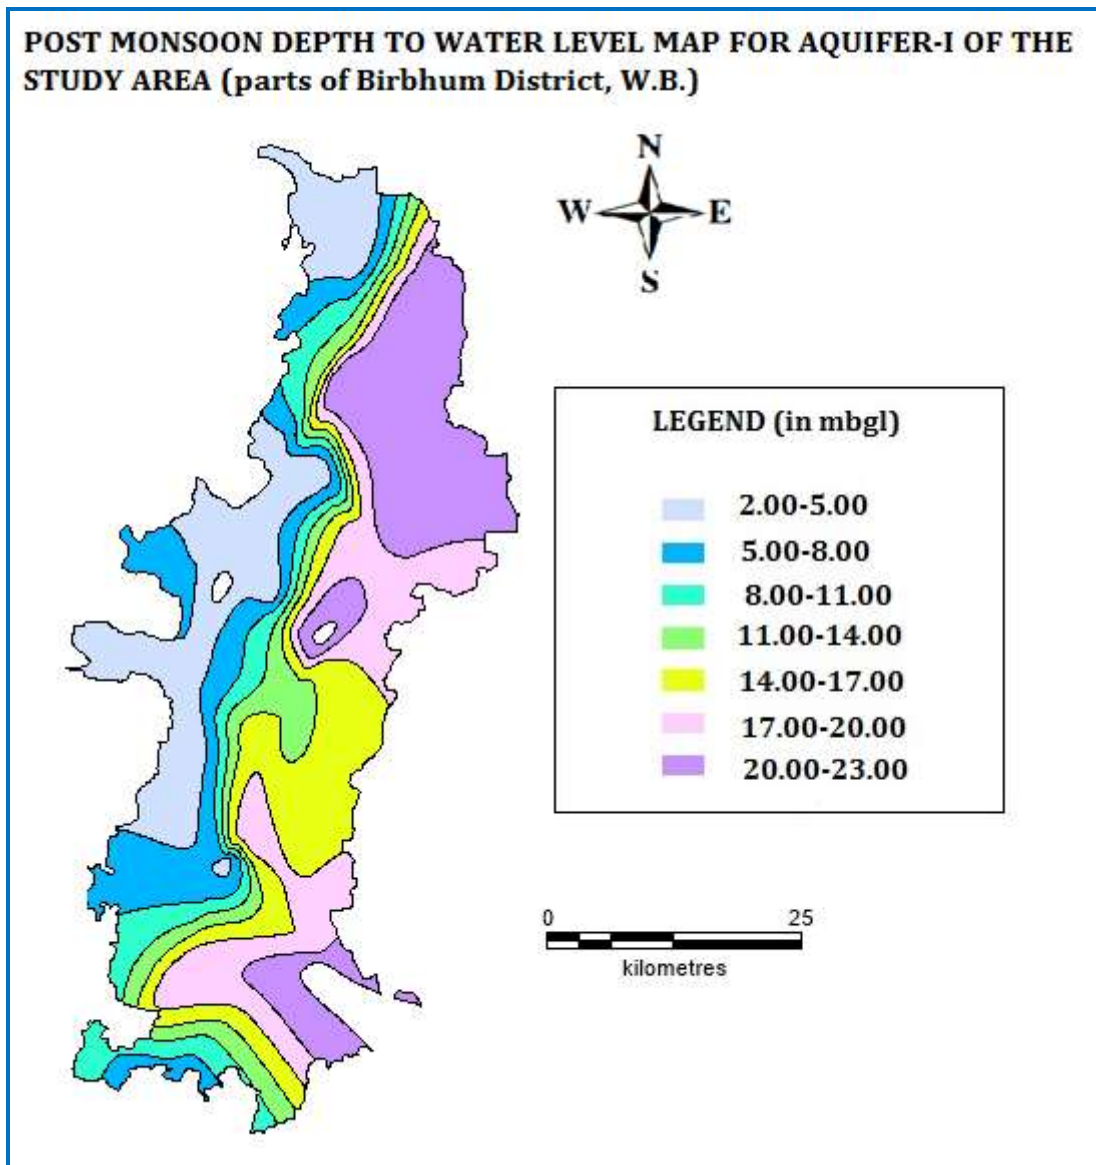 POST MONSOON DEPTH TO WATER LEVEL MAP FOR AQUIFER-I OF THE
STUDY AREA (parts of Birbhum District, W.B.)
N
W E
S
LEGEND (in mbgl)
2.00-5.00
5.00-8.00
8.00-11.00
11.00-14.00
14.00-17.00
17.00-20.00
20.00-23.00
0 25
kilometres